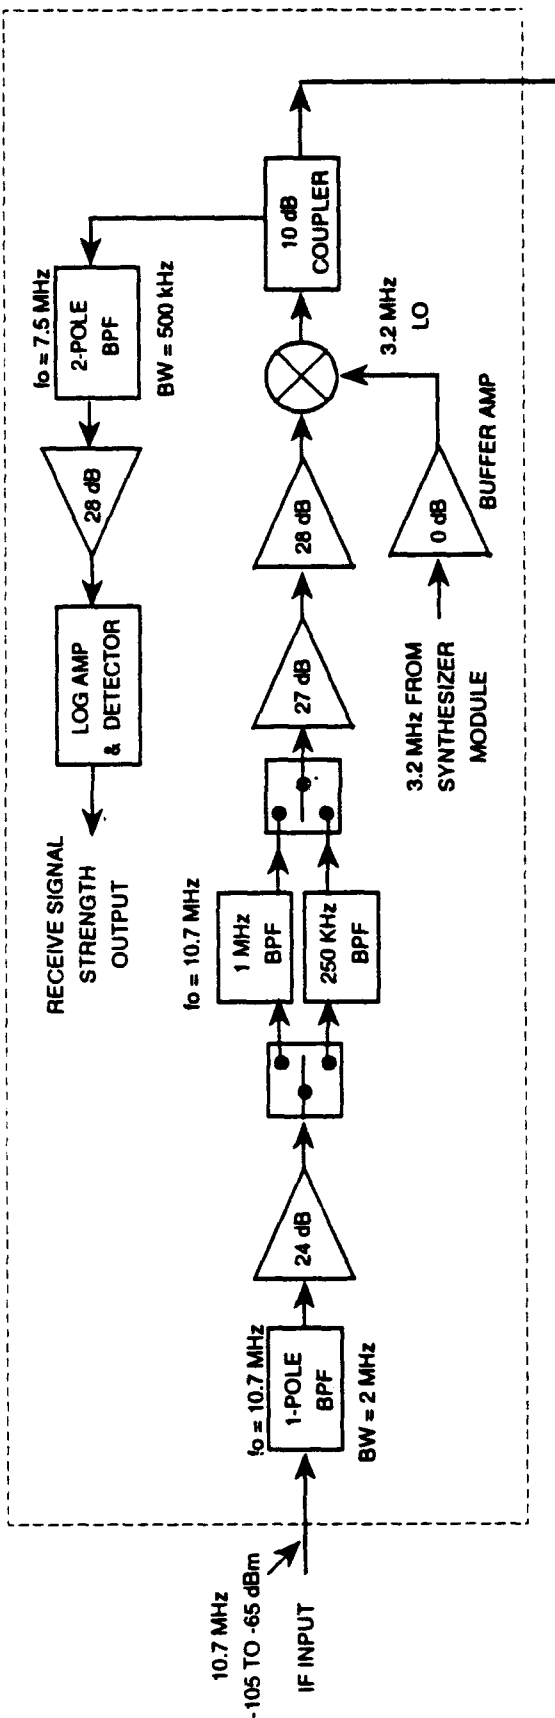 10.7 MHz
-105 TO -65 dBm
IF INPUT
fo = 10.7 MHz
1-POLE
BPF
BW = 2 MHz
24 dB
fo = 10.7 MHz
1 MHz
BPF
250 KHz
BPF
27 dB
28 dB
3.2 MHz FROM
SYNTHESIZER
MODULE
0 dB
BUFFER AMP
3.2 MHz
LO
10 dB
COUPLER
fo = 7.5 MHz
2-POLE
BPF
BW = 500 kHz
28 dB
LOG AMP
& DETECTOR
RECEIVE SIGNAL
STRENGTH
OUTPUT